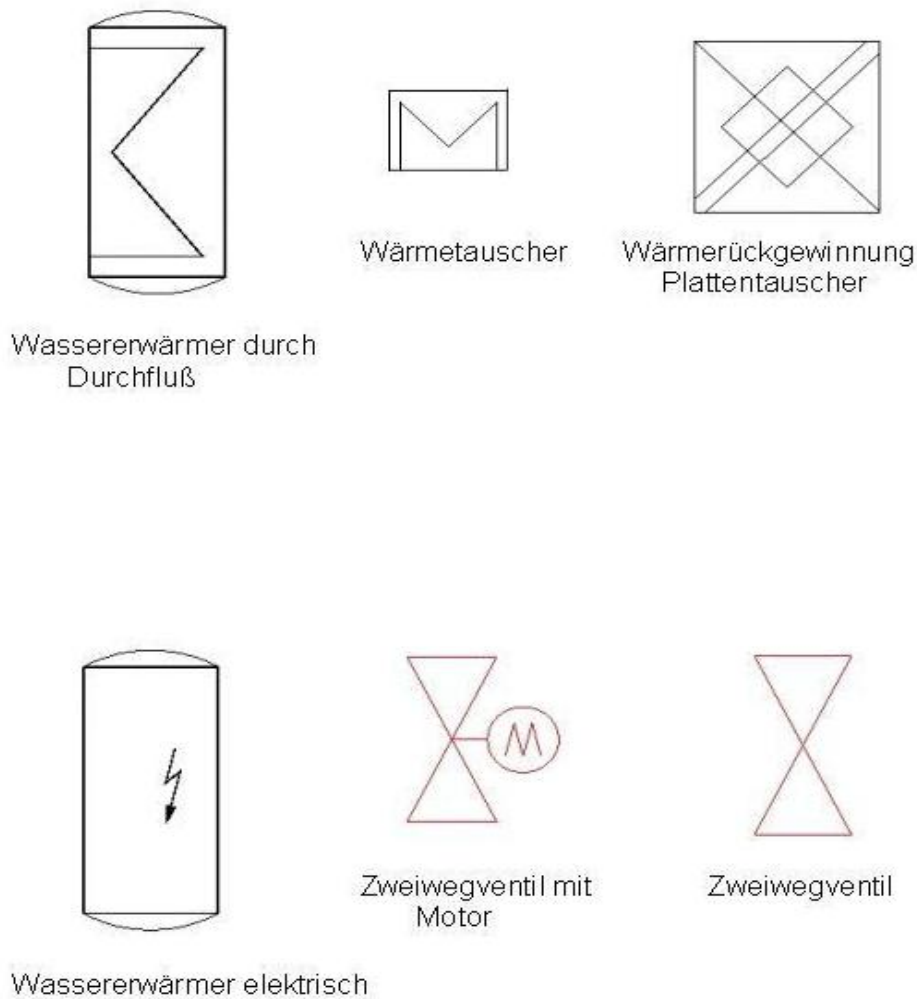 Wärmetauscher
Wärmerückgewinnung
Plattentauscher
Wassererwärmer durch
Durchfluß
M
Zweiwegventil mit
Motor
Zweiwegventil
Wassererwärmer elektrisch